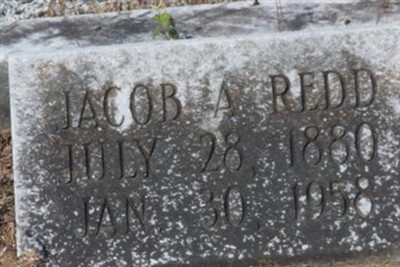 JACOB A REDD
JULY 28, 1880
JAN 30, 1958